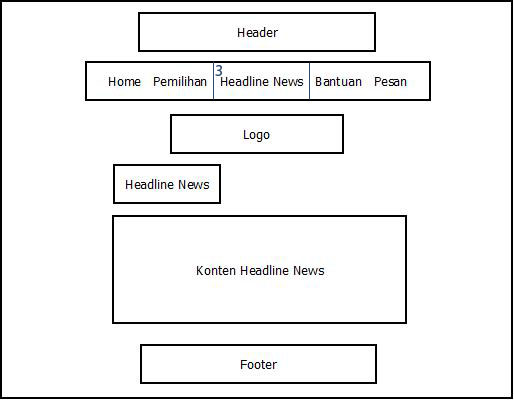 Header
Home Pemilihan 3 Headline News Bantuan Pesan
Logo
Headline News
Konten Headline News
Footer